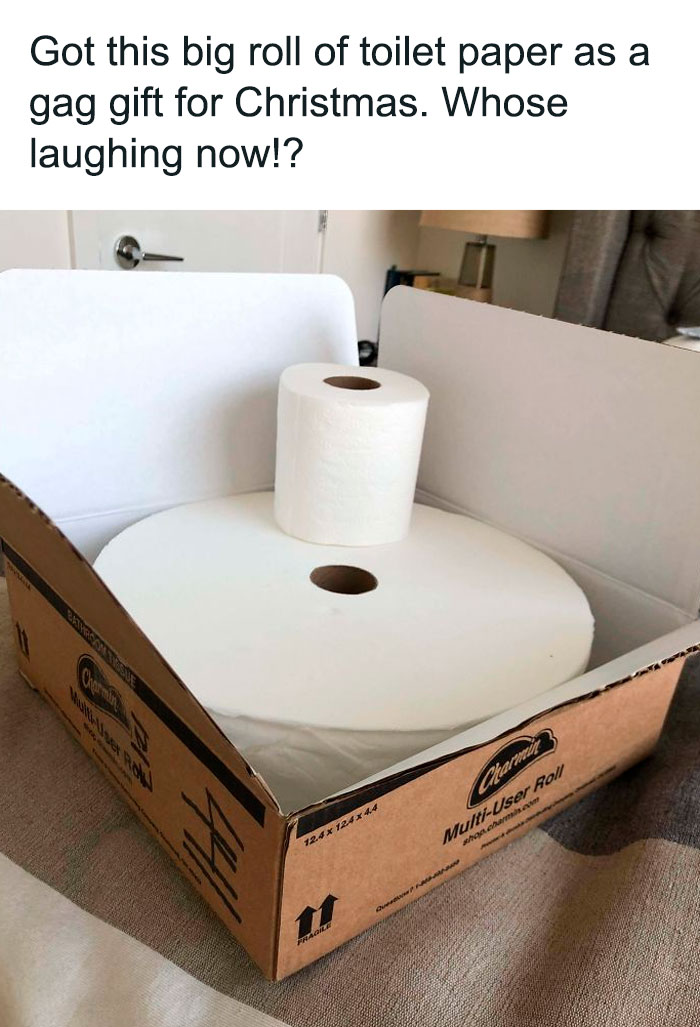 Got this big roll of toilet paper as a
gag gift for Christmas. Whose
laughing now!?
BATHROOM TISSUE
Charmin
Multi-User Roll
12.4 x 12.4 x 4.4
Charmin
Multi-User Roll
shop.charmin.com
FRAGILE